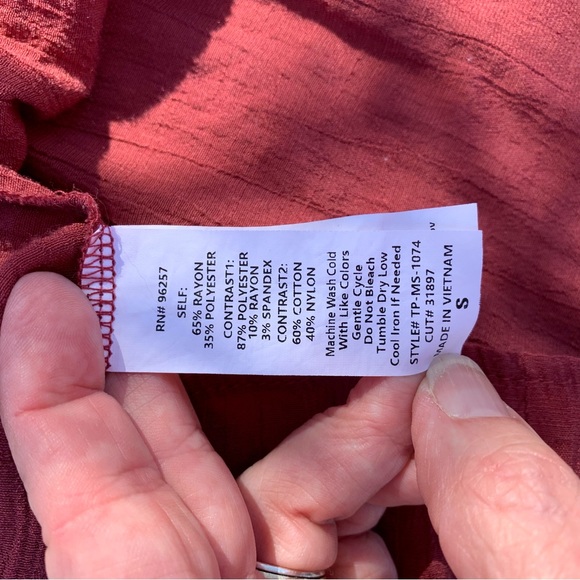 RN# 96257
SELF:
65% RAYON
35% POLYESTER
CONTRAST1:
87% POLYESTER
10% RAYON
3% SPANDEX
CONTRAST2:
60% COTTON
40% NYLON
Machine Wash Cold
With Like Colors
Gentle Cycle
Do Not Bleach
Tumble Dry Low
Cool Iron If Needed
STYLE# TP-MS-1074
CUT# 31897
MADE IN VIETNAM
S